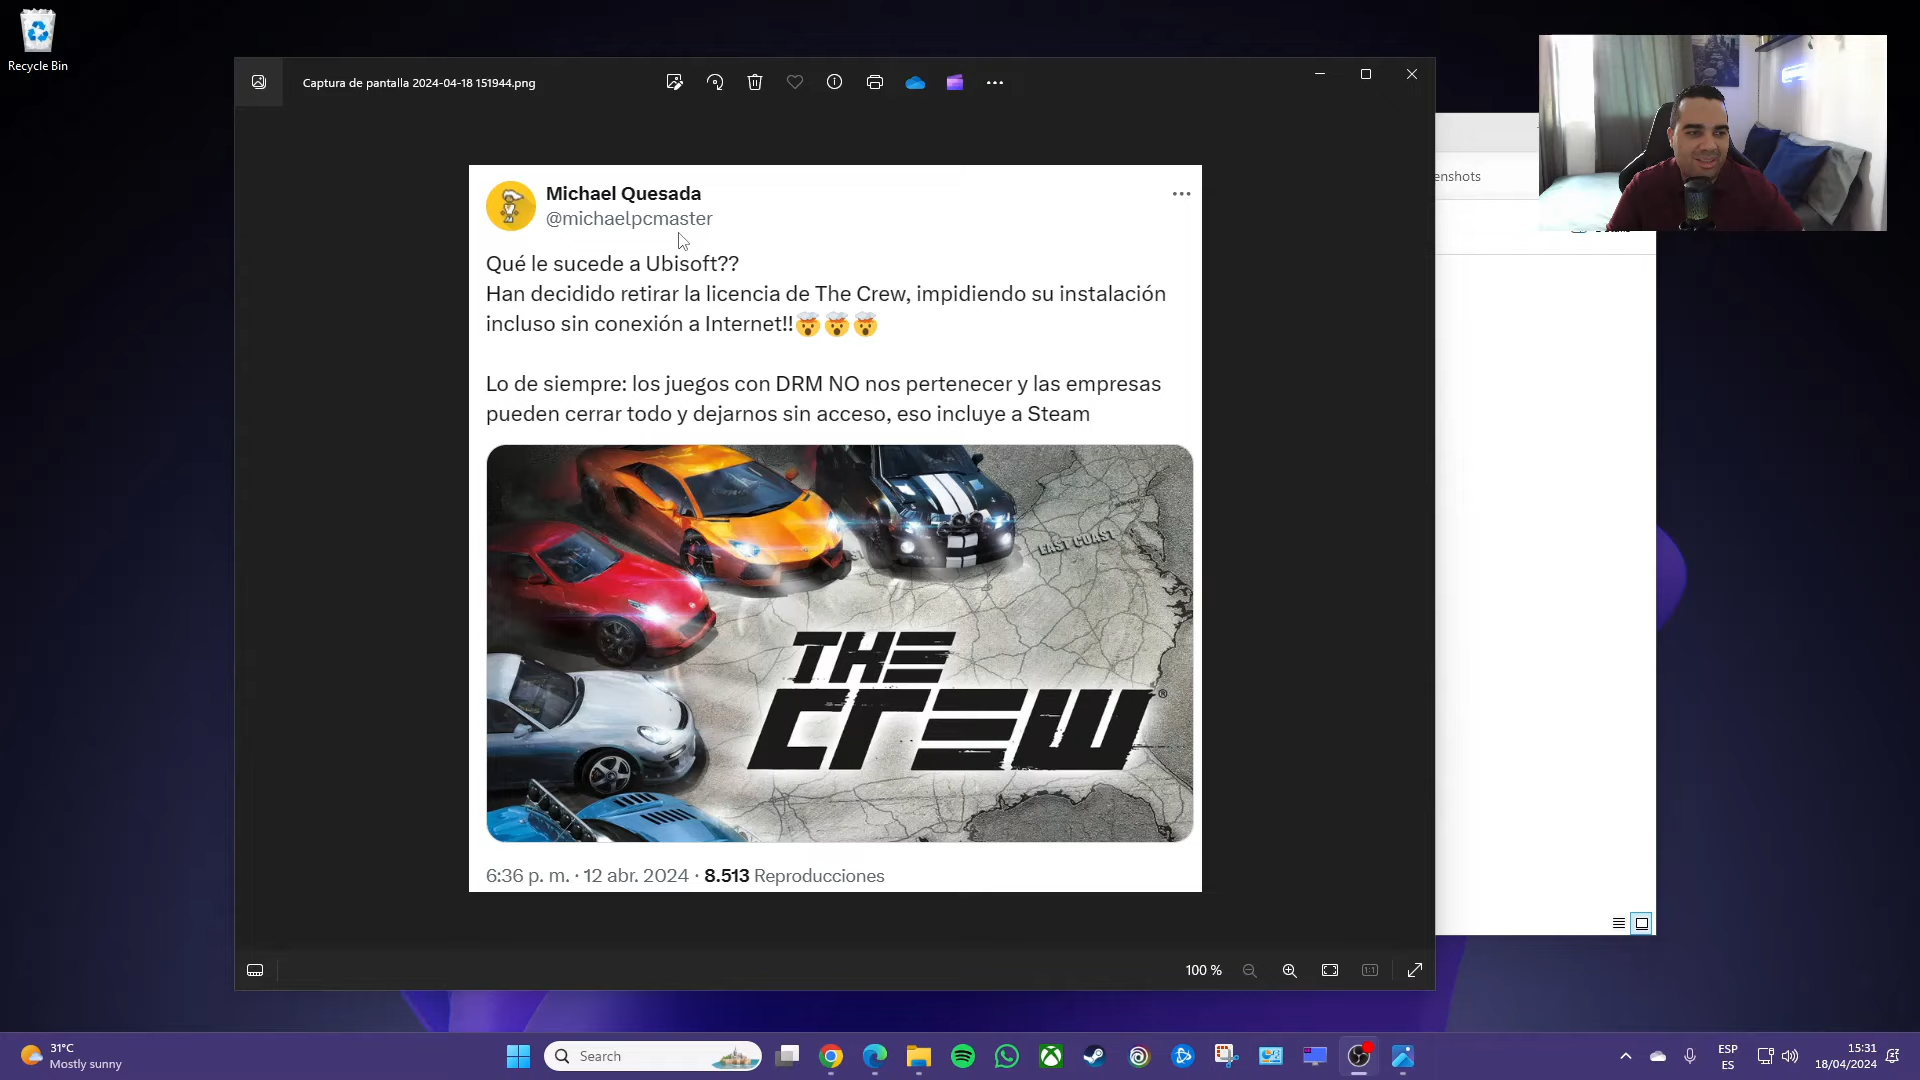 Recycle Bin
Captura de pantalla 2024-04-18 151944.png
enshots
Michael Quesada
@michaelpcmaster
Qué le sucede a Ubisoft??
Han decidido retirar la licencia de The Crew, impidiendo su instalación
incluso sin conexión a Internet!!🤯🤯🤯
Lo de siempre: los juegos con DRM NO nos pertenecer y las empresas
pueden cerrar todo y dejarnos sin acceso, eso incluye a Steam
EAST COAST
THE
CREW®
6:36 p. m. · 12 abr. 2024 · 8.513 Reproducciones
100 %
1:1
31°C
Mostly sunny
Search
ESP
ES
15:31
18/04/2024